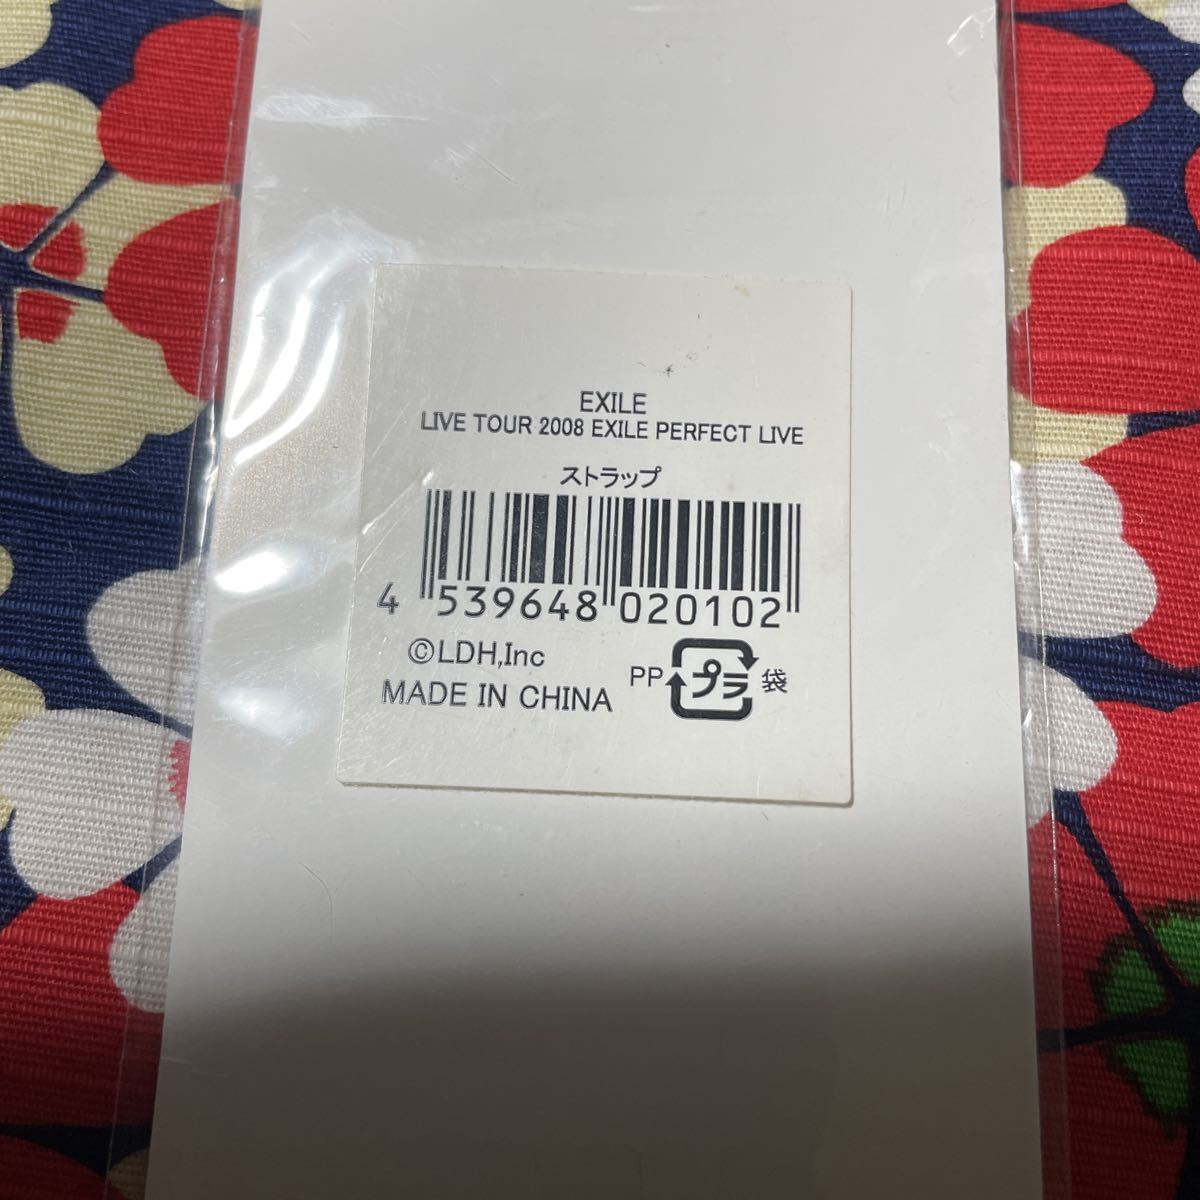 EXILE
LIVE TOUR 2008 EXILE PERFECT LIVE
ストラップ
4 539648 020102
©LDH,Inc
MADE IN CHINA
PP プラ 袋